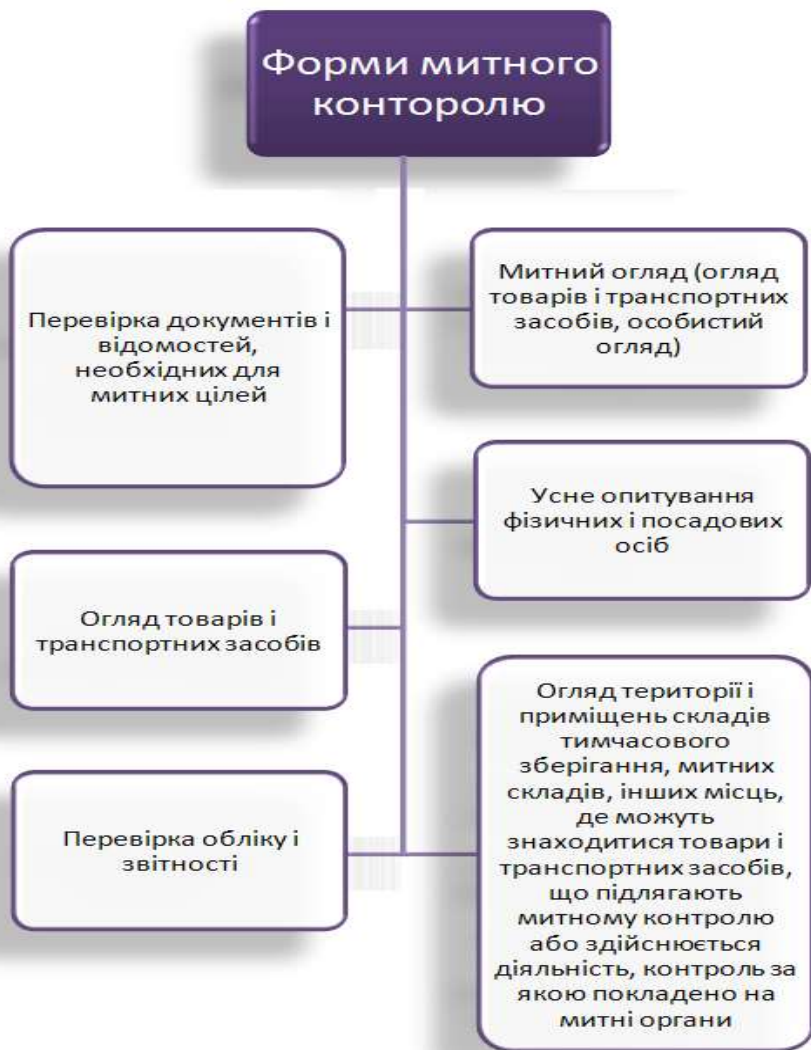 Форми митного
конторолю
Перевірка документів і
відомостей,
необхідних для
митних цілей
Митний огляд (огляд
товарів і транспортних
засобів, особистий
огляд)
Усне опитування
фізичних і посадових
осіб
Огляд товарів і
транспортних засобів
Огляд території і
приміщень складів
тимчасового
зберігання, митних
складів, інших місць,
де можуть
знаходитися товари і
транспортних засобів,
що підлягають
митному контролю
або здійснюється
діяльність, контроль за
якою покладено на
митні органи
Перевірка обліку і
звітності